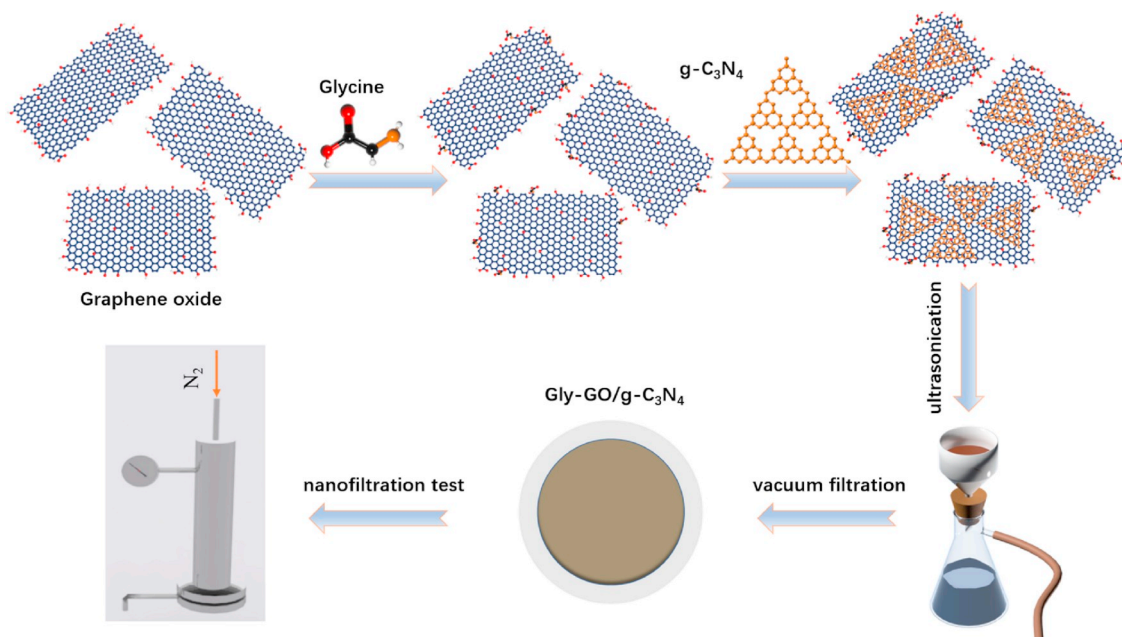 Glycine
g-C₃N₄
Graphene oxide
ultrasonication
N₂
Gly-GO/g-C₃N₄
nanofiltration test
vacuum filtration